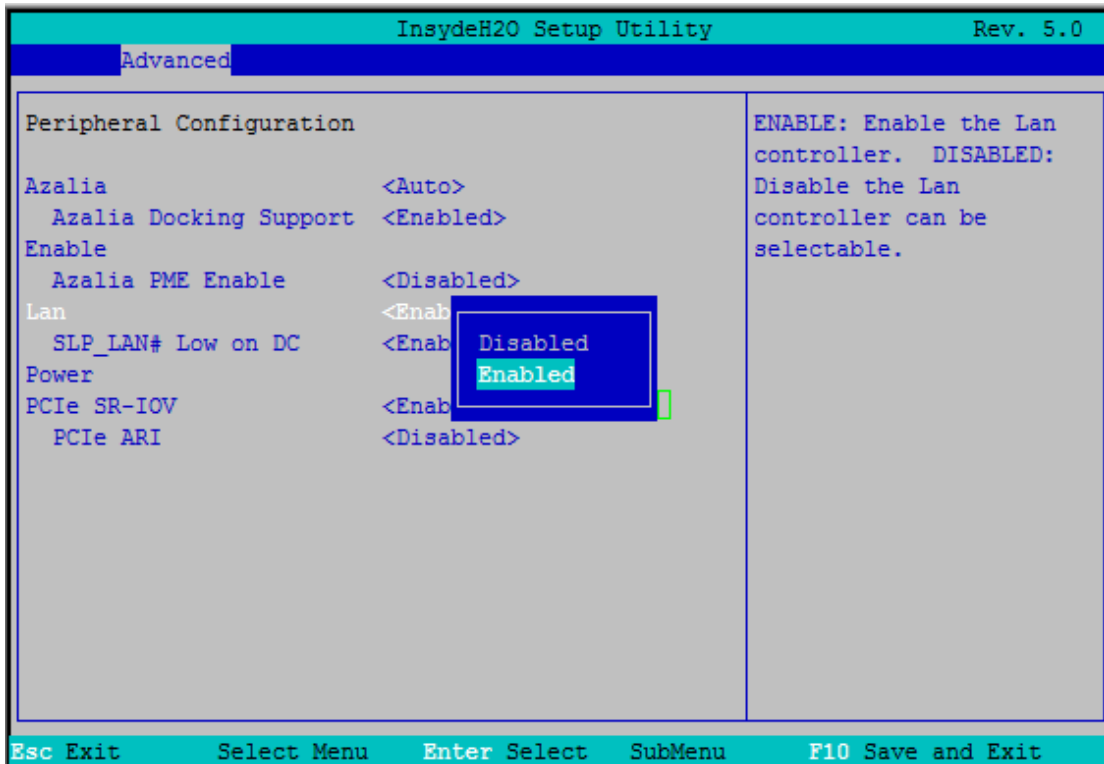 InsydeH2O Setup Utility Rev. 5.0
Advanced
Peripheral Configuration
Azalia <Auto>
Azalia Docking Support <Enabled>
Enable
Azalia PME Enable <Disabled>
Lan <Enab
SLP_LAN# Low on DC <Enab
Power
PCIe SR-IOV <Enab
PCIe ARI <Disabled>
Disabled
Enabled
ENABLE: Enable the Lan
controller. DISABLED:
Disable the Lan
controller can be
selectable.
Esc Exit Select Menu Enter Select SubMenu F10 Save and Exit